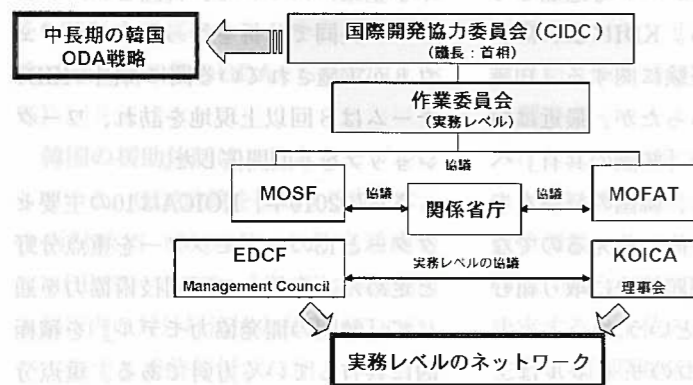 中長期の韓国
ODA戦略
国際開発協力委員会(CIDC)
(議長：首相)
作業委員会
(実務レベル)
協議
MOSF
協議
関係省庁
協議
MOFAT
EDCF
Management Council
実務レベルの協議
KOICA
理事会
実務レベルのネットワーク